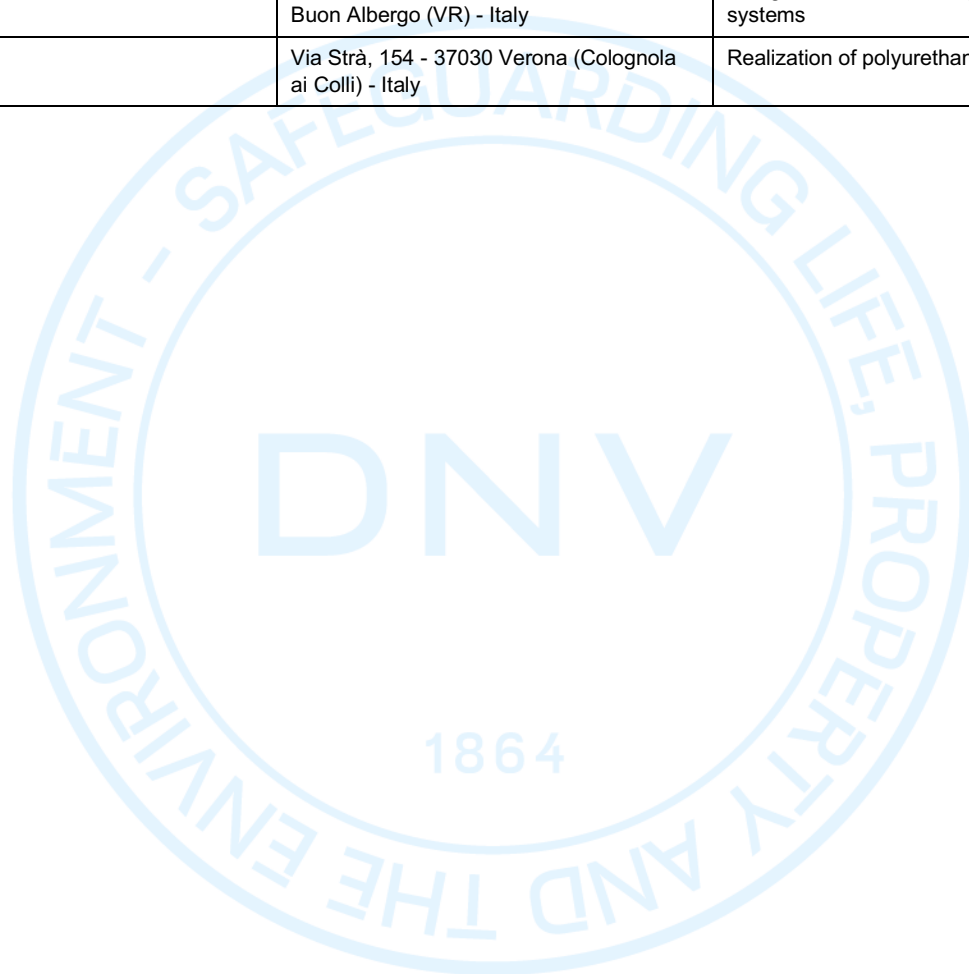 Buon Albergo (VR) - Italy
systems
Via Strà, 154 - 37030 Verona (Colognola
ai Colli) - Italy
Realization of polyurethan
SAFEGUARDING LIFE, PROPERTY AND THE ENVIRONMENT -
DNV
1864